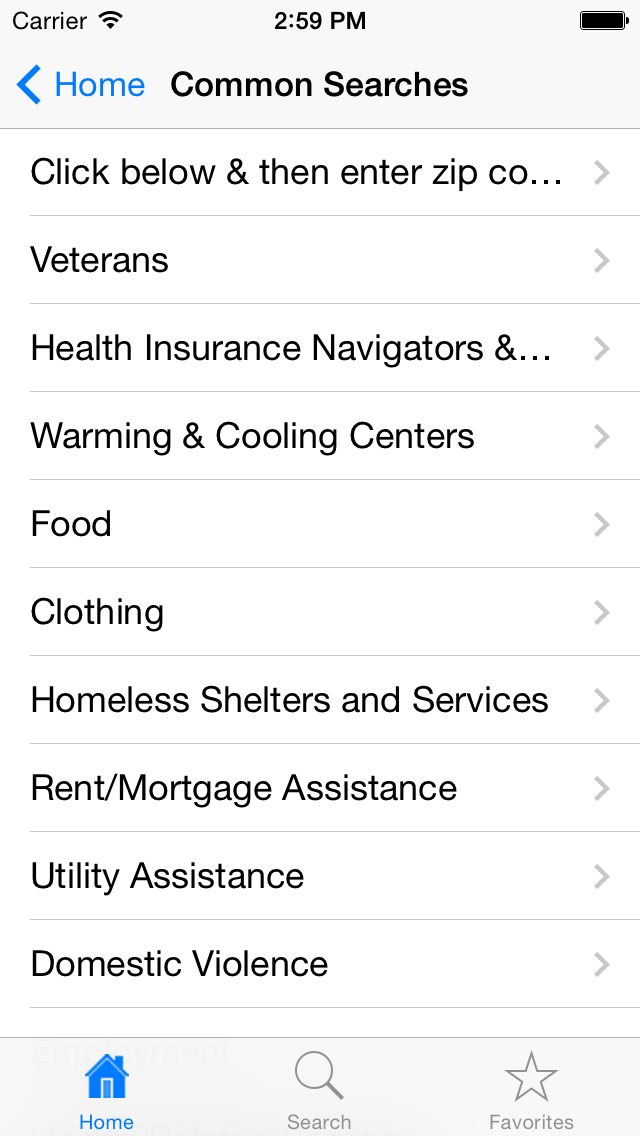 Carrier 2:59 PM
Home Common Searches
Click below & then enter zip co...
Veterans
Health Insurance Navigators &...
Warming & Cooling Centers
Food
Clothing
Homeless Shelters and Services
Rent/Mortgage Assistance
Utility Assistance
Domestic Violence
Employment
Home Search Favorites